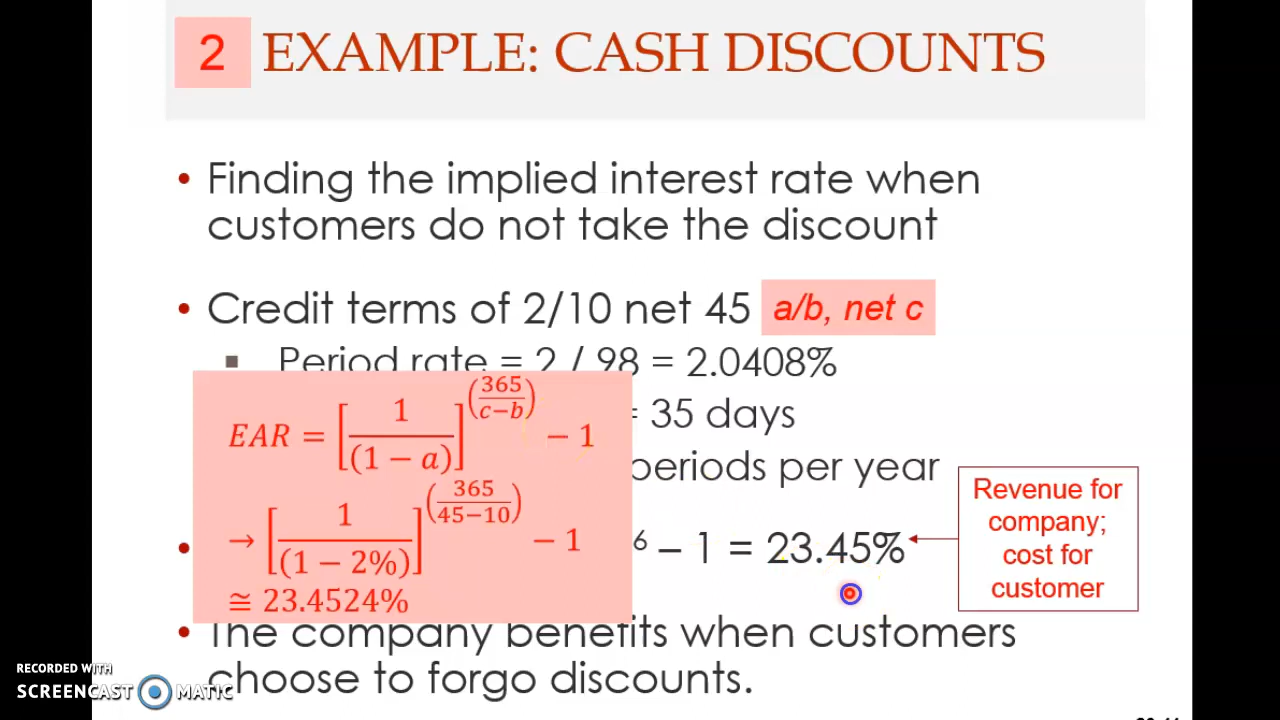 2 EXAMPLE: CASH DISCOUNTS
• Finding the implied interest rate when
customers do not take the discount
• Credit terms of 2/10 net 45 a/b, net c
▪ Period rate = 2 / 98 = 2.0408%
= 35 days
periods per year
EAR = [1/(1 − a)]^(365/(c−b)) − 1
→ [1/(1 − 2%)]^(365/(45−10)) − 1
≅ 23.4524%
• 6 – 1 = 23.45%
Revenue for
company;
cost for
customer
• The company benefits when customers
choose to forgo discounts.
RECORDED WITH
SCREENCAST MATIC